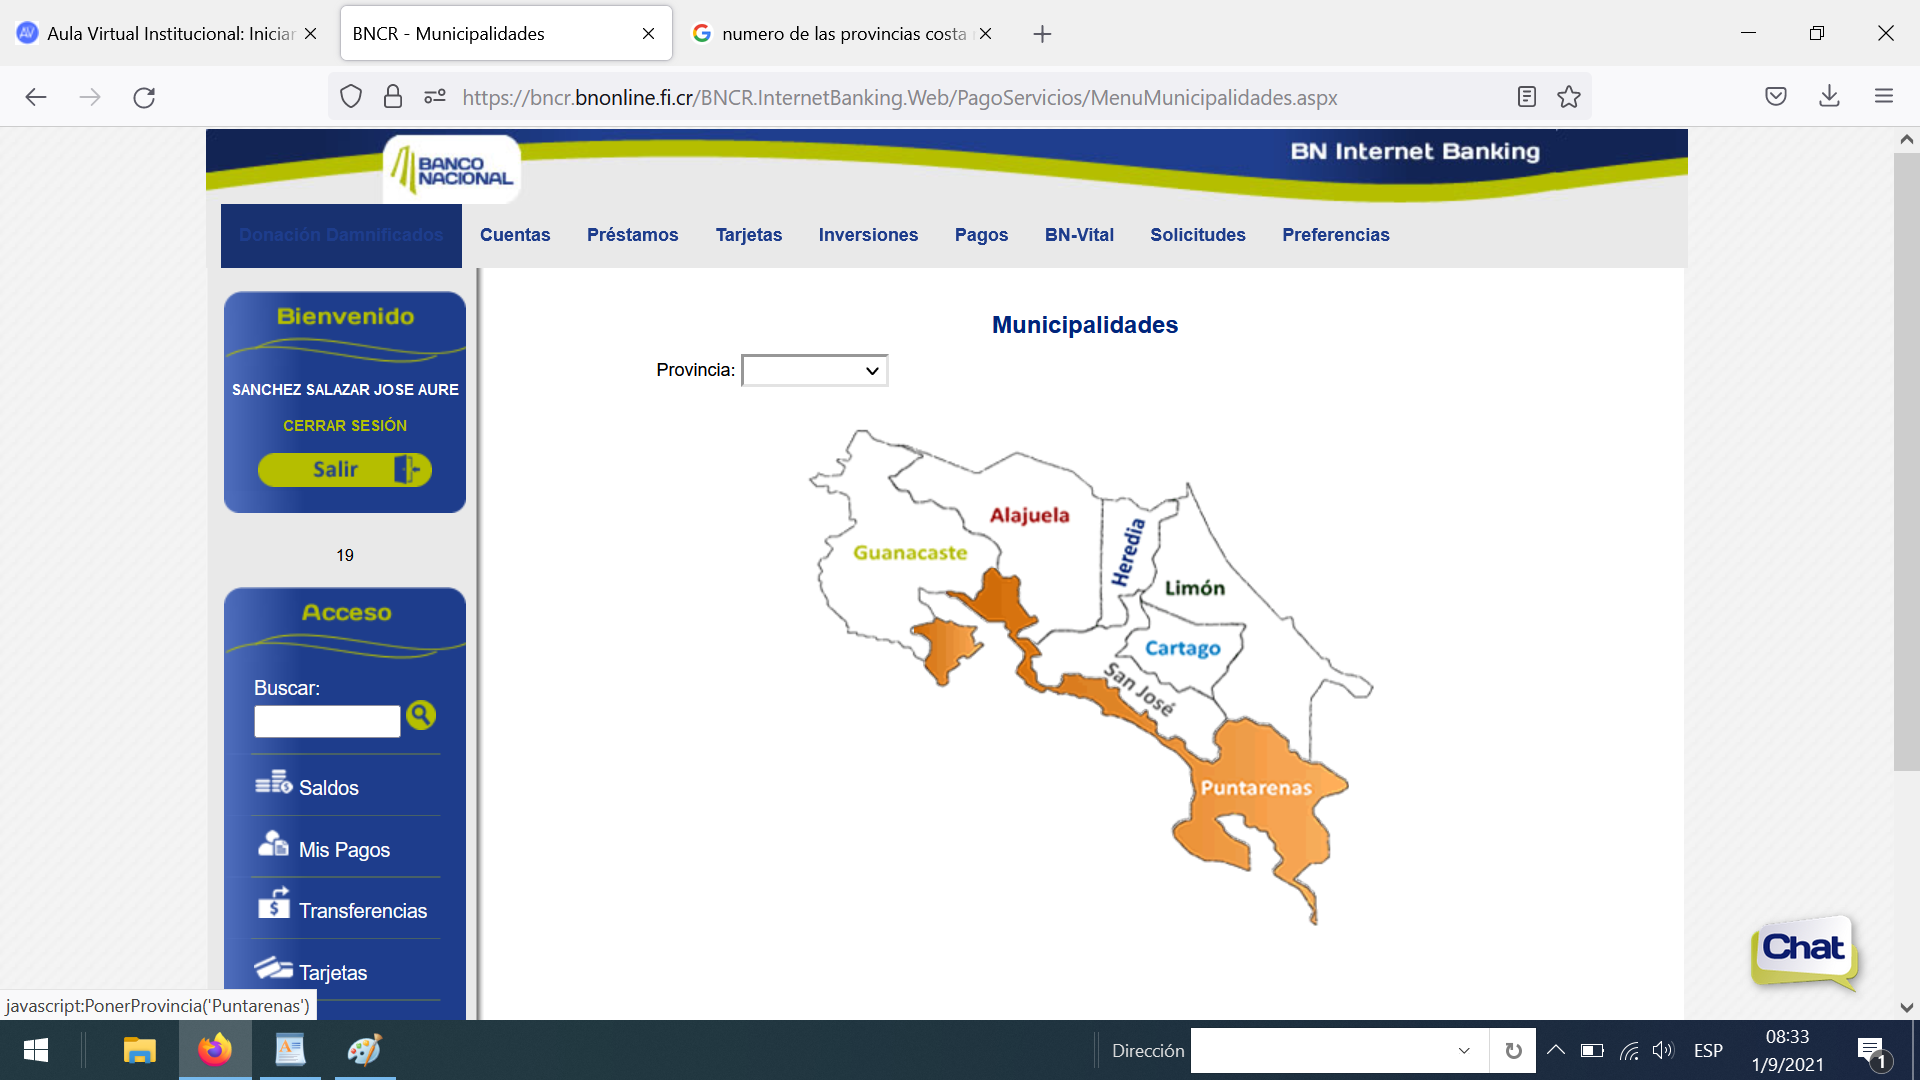 Aula Virtual Institucional: Iniciar
BNCR - Municipalidades
numero de las provincias costa
https://bncr.bnonline.fi.cr/BNCR.InternetBanking.Web/PagoServicios/MenuMunicipalidades.aspx
BANCO
NACIONAL
BN Internet Banking
Donación Damnificados
Cuentas
Préstamos
Tarjetas
Inversiones
Pagos
BN-Vital
Solicitudes
Preferencias
Bienvenido
SANCHEZ SALAZAR JOSE AURE
CERRAR SESIÓN
Salir
19
Acceso
Buscar:
Saldos
Mis Pagos
Transferencias
Tarjetas
Municipalidades
Provincia:
Alajuela
Guanacaste
Heredia
Limón
Cartago
San José
Puntarenas
Chat
javascript:PonerProvincia('Puntarenas')
Dirección
ESP
08:33
1/9/2021
1